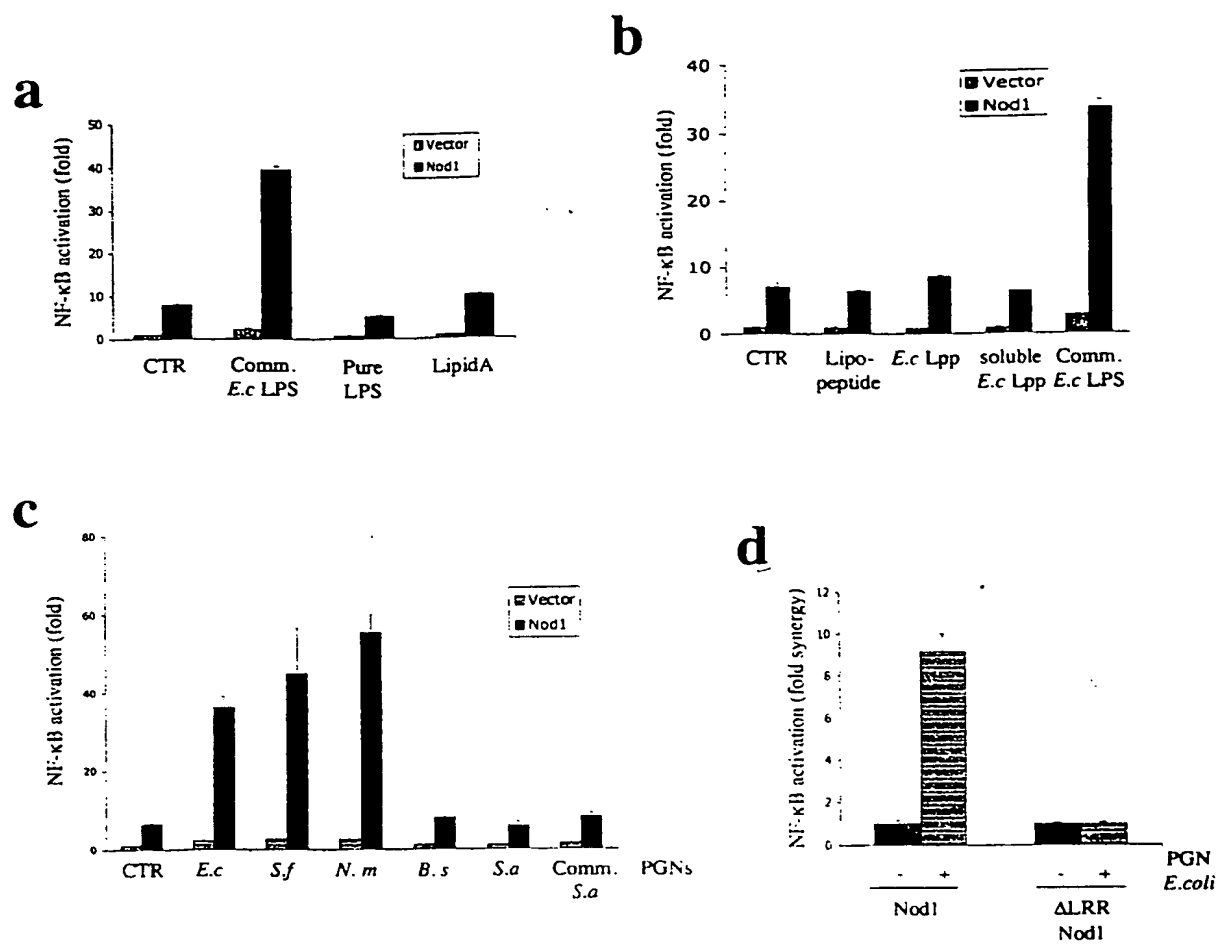 a
NF-κB activation (fold)
50
40
30
20
10
0
Vector
Nod1
CTR
Comm.
E.c LPS
Pure
LPS
LipidA
b
NF-κB activation (fold)
40
30
20
10
0
Vector
Nod1
CTR
Lipo-
peptide
E.c Lpp
soluble
E.c Lpp
Comm.
E.c LPS
c
NF-κB activation (fold)
80
60
40
20
0
Vector
Nod1
CTR
E.c
S.f
N. m
B. s
S.a
Comm.
S.a
PGNs
d
NF-κB activation (fold synergy)
12
10
8
6
4
2
0
- + - +
PGN
E.coli
Nod1
ΔLRR
Nod1